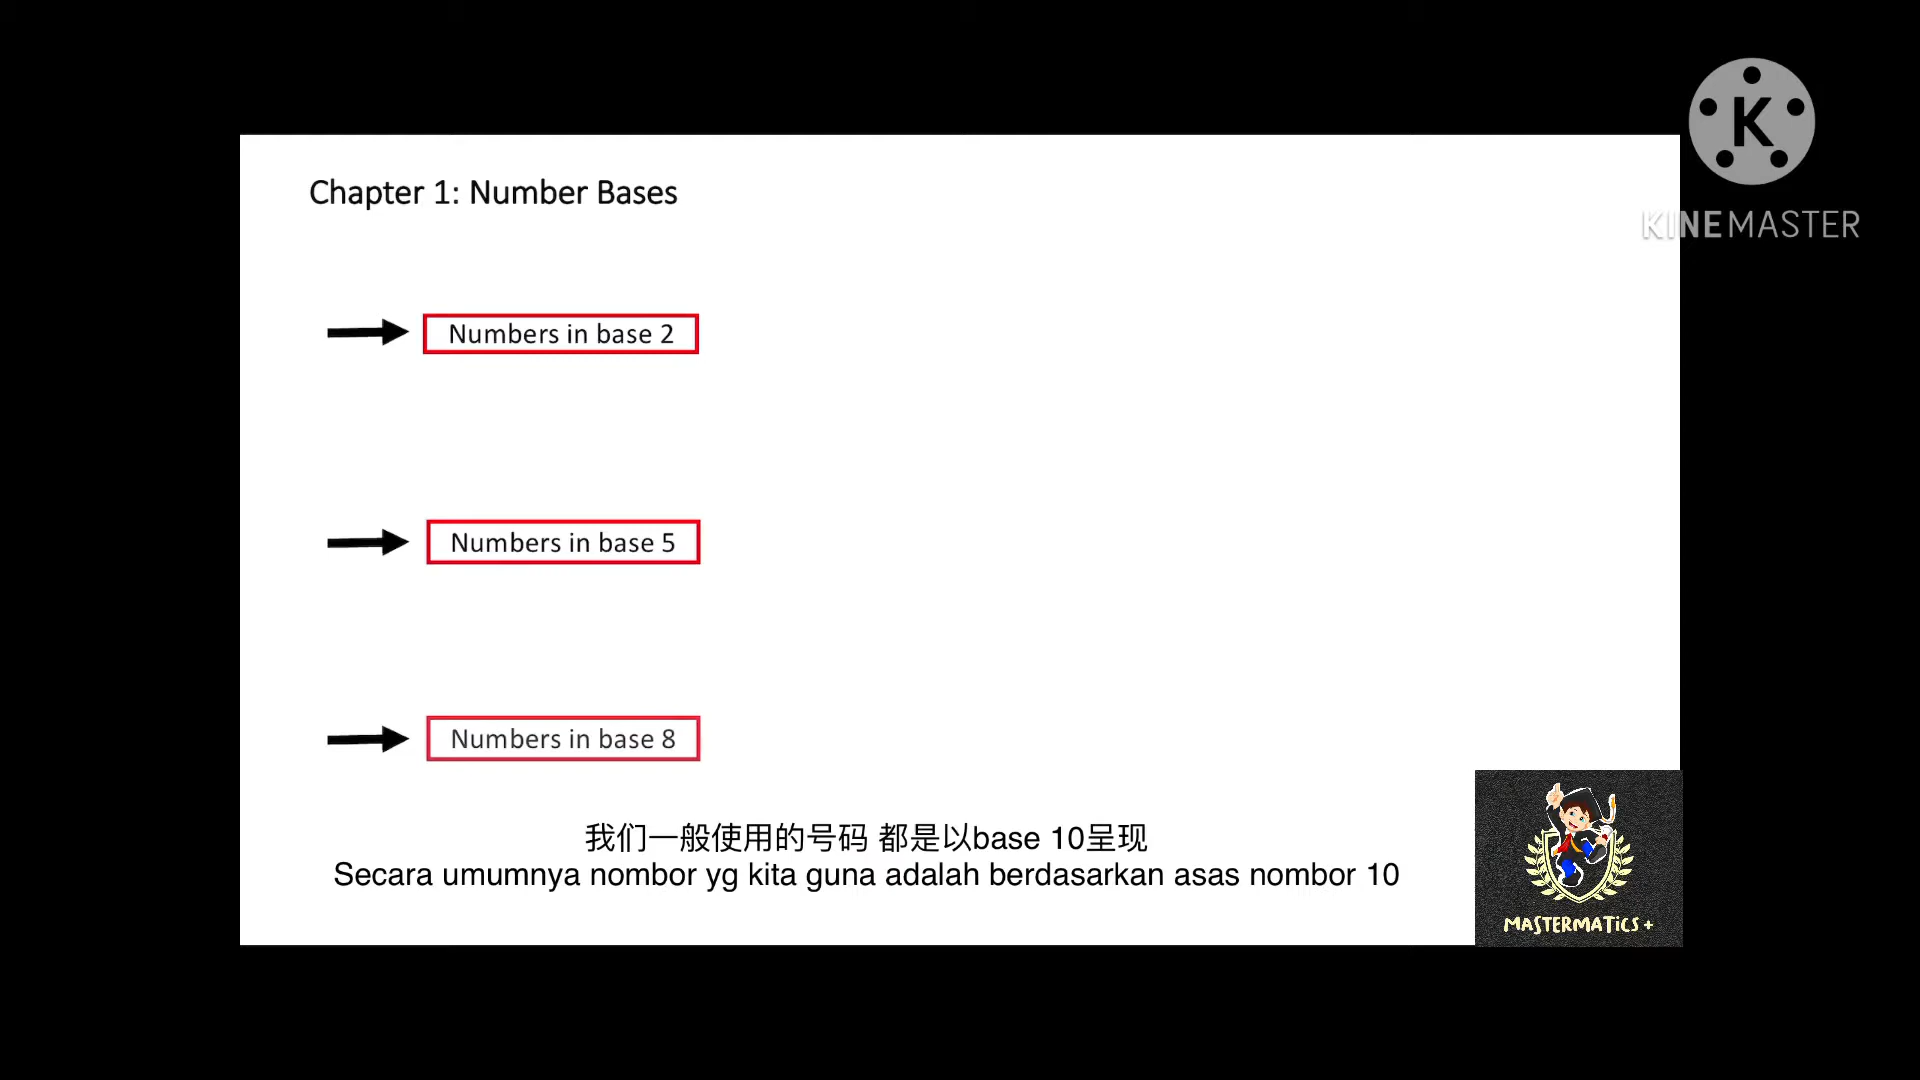 K
KINEMASTER
Chapter 1: Number Bases
Numbers in base 2
Numbers in base 5
Numbers in base 8
我们一般使用的号码 都是以base 10呈现
Secara umumnya nombor yg kita guna adalah berdasarkan asas nombor 10
MASTERMATiCS +